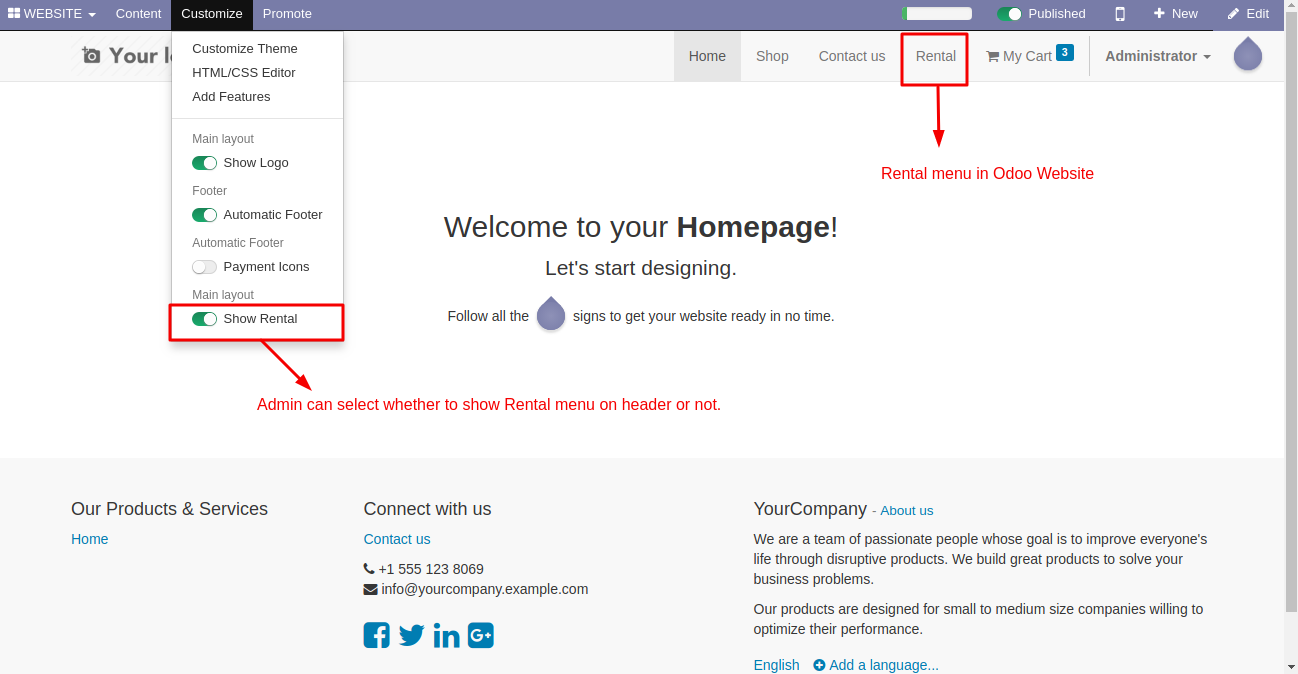 WEBSITE Content Customize Promote Published New Edit
Your
Home Shop Contact us Rental My Cart 3 Administrator
Customize Theme
HTML/CSS Editor
Add Features
Main layout
Show Logo
Footer
Automatic Footer
Automatic Footer
Payment Icons
Main layout
Show Rental
Rental menu in Odoo Website
Welcome to your Homepage!
Let's start designing.
Follow all the signs to get your website ready in no time.
Admin can select whether to show Rental menu on header or not.
Our Products & Services
Home
Connect with us
Contact us
+1 555 123 8069
info@yourcompany.example.com
YourCompany - About us
We are a team of passionate people whose goal is to improve everyone's
life through disruptive products. We build great products to solve your
business problems.
Our products are designed for small to medium size companies willing to
optimize their performance.
English Add a language...